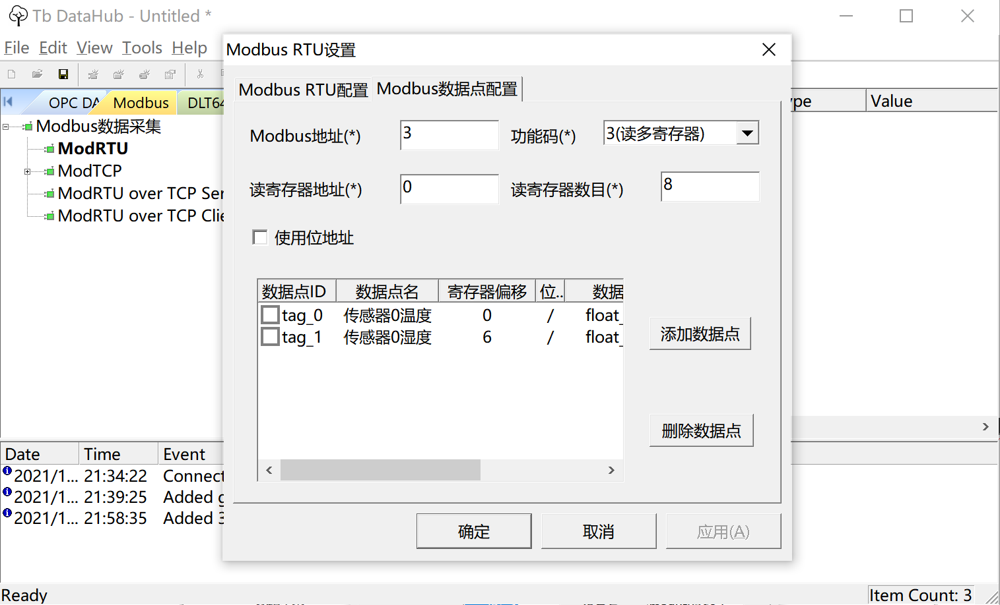 Tb DataHub - Untitled *
File Edit View Tools Help
OPC DA Modbus DLT64
Modbus数据采集
ModRTU
ModTCP
ModRTU over TCP Ser
ModRTU over TCP Clie
Modbus RTU设置
Modbus RTU配置 Modbus数据点配置
Modbus地址(*) 3 功能码(*) 3(读多寄存器)
读寄存器地址(*) 0 读寄存器数目(*) 8
使用位地址
数据点ID 数据点名 寄存器偏移 位.. 数据
tag_0 传感器0温度 0 / float_
tag_1 传感器0湿度 6 / float_
添加数据点
删除数据点
确定 取消 应用(A)
ype Value
Date Time Event
2021/1... 21:34:22 Connect
2021/1... 21:39:25 Added g
2021/1... 21:58:35 Added 3
Ready Item Count: 3